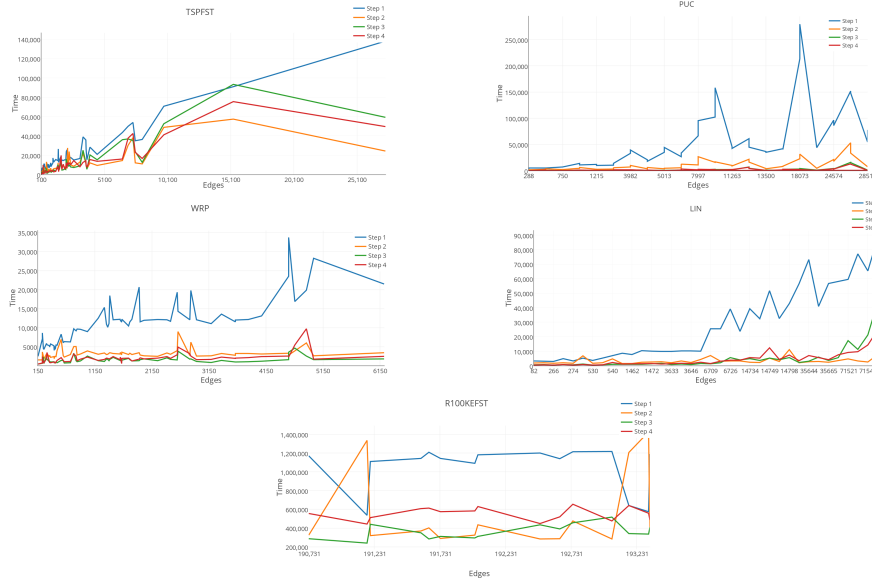 TSPFST
Step 1
Step 2
Step 3
Step 4
140,000
120,000
100,000
80,000
60,000
40,000
20,000
Time
100 5100 10,100 15,100 20,100 25,100
Edges
PUC
Step 1
Step 2
Step 3
Step 4
250,000
200,000
150,000
100,000
50,000
0
Time
288 750 1215 3982 5013 7997 11263 13500 18073 24574 28512
Edges
WRP
Step 1
Step 2
Step 3
Step 4
35,000
30,000
25,000
20,000
15,000
10,000
5000
Time
150 1150 2150 3150 4150 5150 6150
Edges
LIN
90,000
80,000
70,000
60,000
50,000
40,000
30,000
20,000
10,000
0
Time
82 266 274 530 540 1462 1472 3633 3646 6709 6726 14734 14749 14798 35644 35665 71521
Edges
R100KEFST
Step 1
Step 2
Step 3
Step 4
1,400,000
1,200,000
1,000,000
800,000
600,000
400,000
200,000
Time
190,731 191,231 191,731 192,231 192,731 193,231
Edges